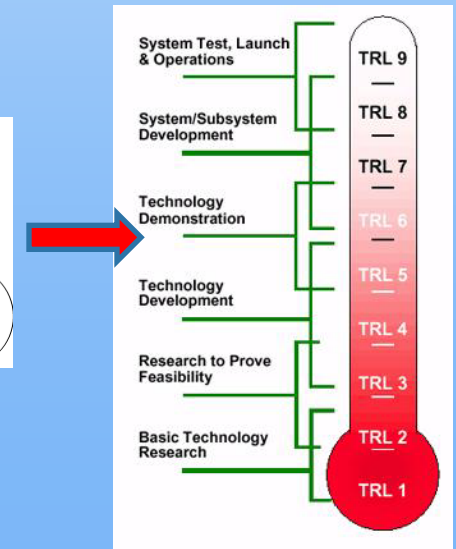 System Test, Launch
& Operations
System/Subsystem
Development
Technology
Demonstration
Technology
Development
Research to Prove
Feasibility
Basic Technology
Research
TRL 9
TRL 8
TRL 7
TRL 6
TRL 5
TRL 4
TRL 3
TRL 2
TRL 1